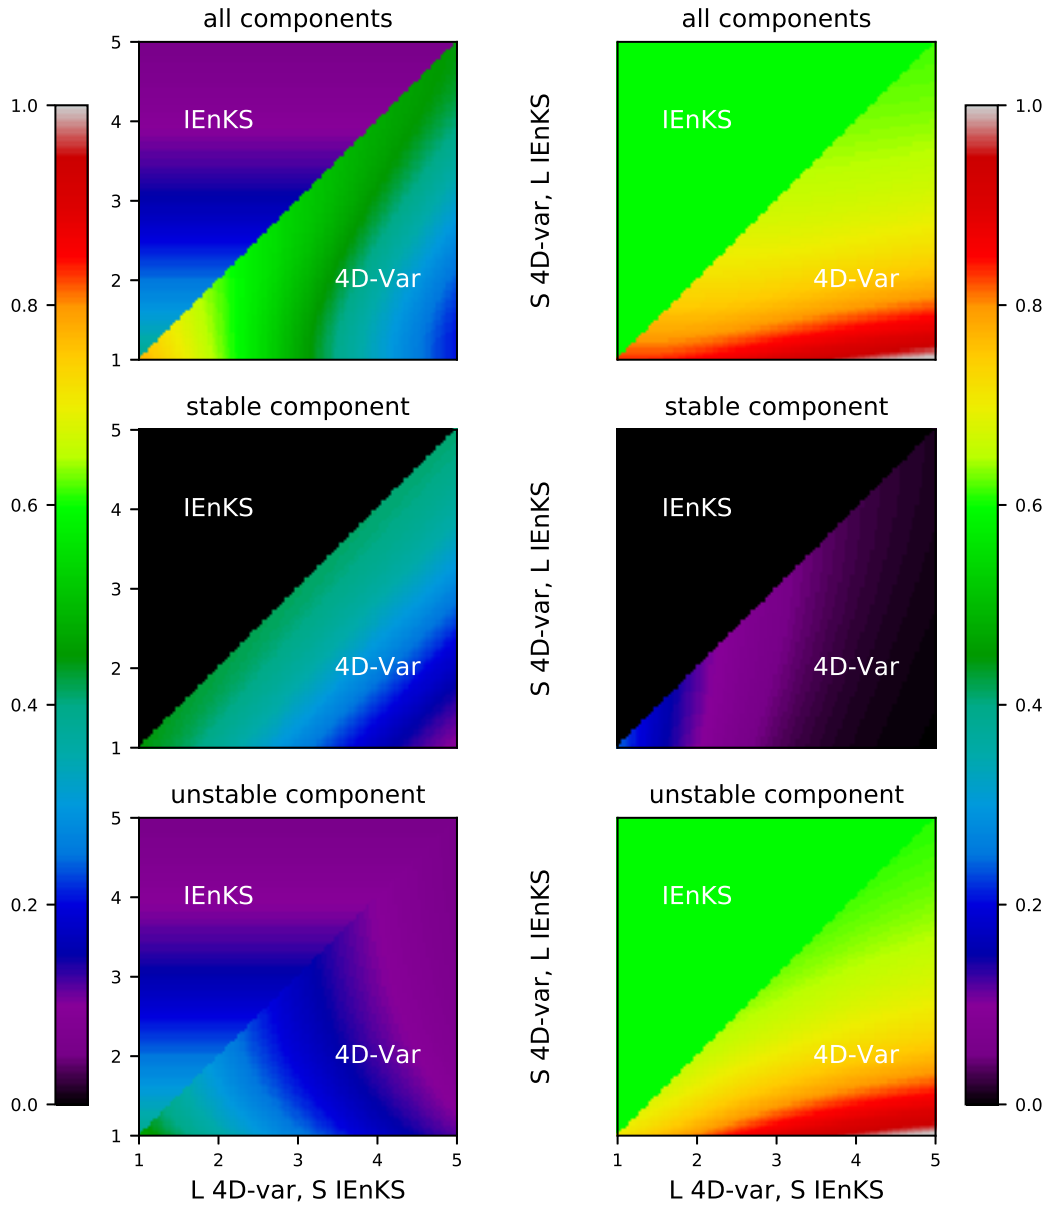 all components
all components
5
4
3
2
1
IEnKS
4D-Var
S 4D-var, L IEnKS
IEnKS
4D-Var
1.0
0.8
0.6
0.4
0.2
0.0
1.0
0.8
0.6
0.4
0.2
0.0
stable component
stable component
5
4
3
2
1
IEnKS
4D-Var
S 4D-var, L IEnKS
IEnKS
4D-Var
unstable component
unstable component
5
4
3
2
1
IEnKS
4D-Var
S 4D-var, L IEnKS
IEnKS
4D-Var
1 2 3 4 5
1 2 3 4 5
L 4D-var, S IEnKS
L 4D-var, S IEnKS